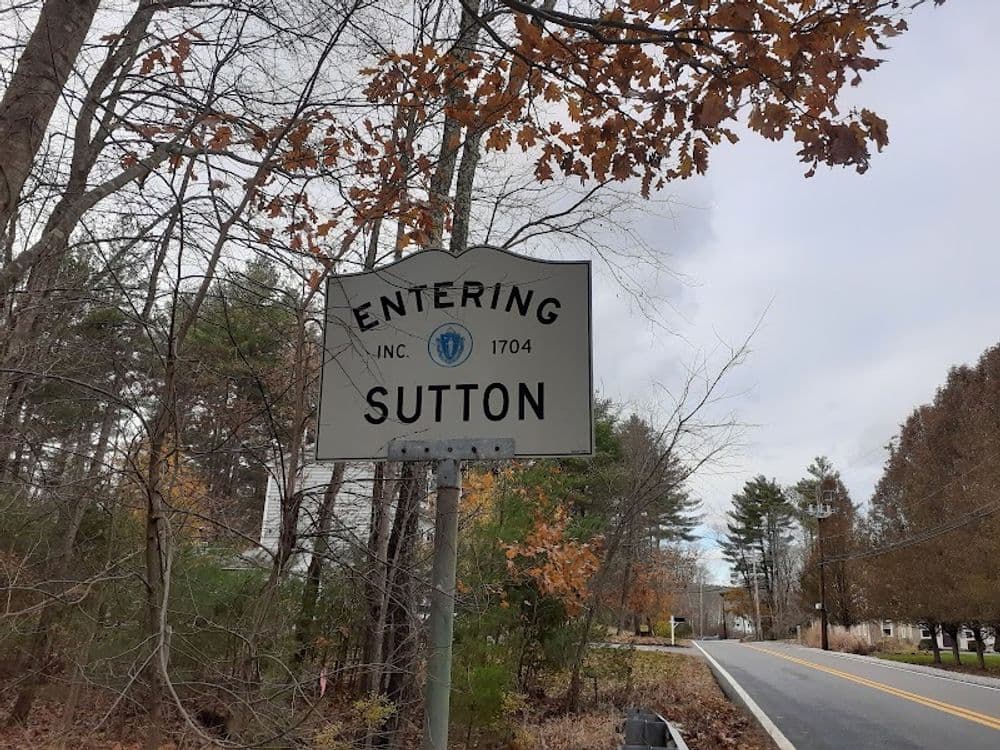 ENTERING
INC. 1704
SUTTON